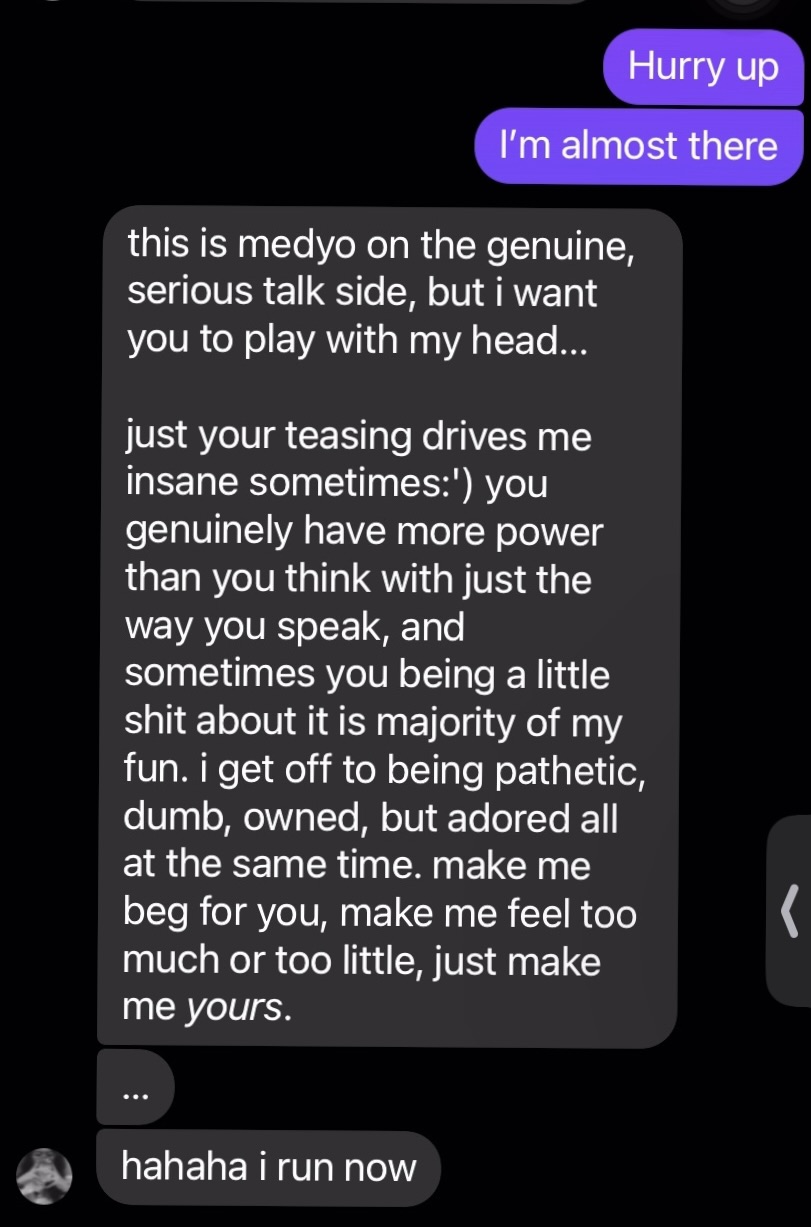 Hurry up
I'm almost there
this is medyo on the genuine,
serious talk side, but i want
you to play with my head...
just your teasing drives me
insane sometimes:') you
genuinely have more power
than you think with just the
way you speak, and
sometimes you being a little
shit about it is majority of my
fun. i get off to being pathetic,
dumb, owned, but adored all
at the same time. make me
beg for you, make me feel too
much or too little, just make
me yours.
...
hahaha i run now